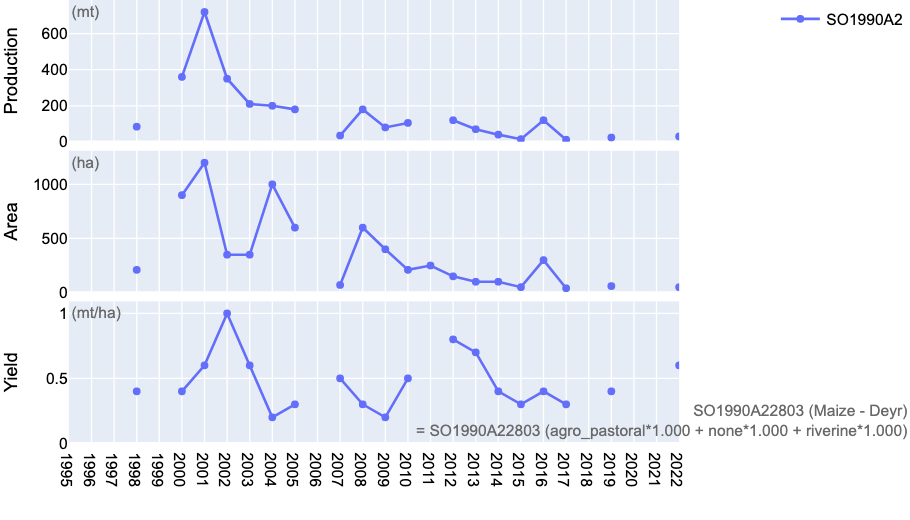 (mt)
SO1990A2
Production
600
400
200
0
(ha)
Area
1000
500
0
(mt/ha)
Yield
1
0.5
0
SO1990A22803 (Maize - Deyr)
= SO1990A22803 (agro_pastoral*1.000 + none*1.000 + riverine*1.000)
1995 1996 1997 1998 1999 2000 2001 2002 2003 2004 2005 2006 2007 2008 2009 2010 2011 2012 2013 2014 2015 2016 2017 2018 2019 2020 2021 2022